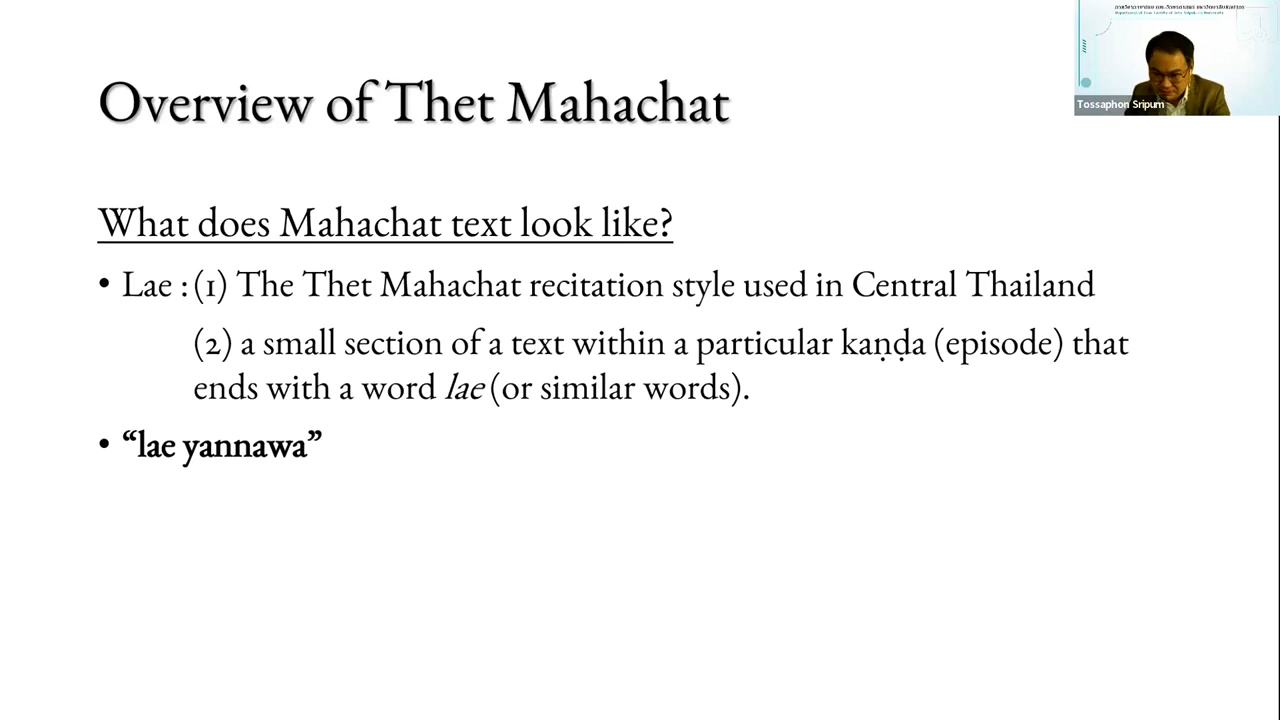 Overview of Thet Mahachat
What does Mahachat text look like?
• Lae : (1) The Thet Mahachat recitation style used in Central Thailand
(2) a small section of a text within a particular kaṇḍa (episode) that
ends with a word lae (or similar words).
• “lae yannawa”
Tossaphon Sripum